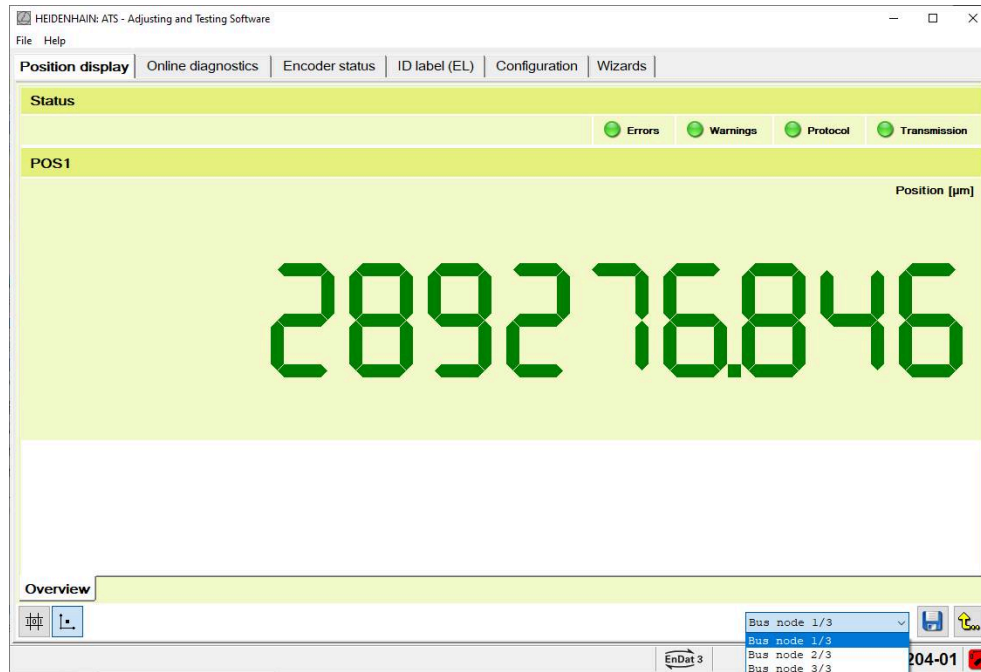 HEIDENHAIN: ATS - Adjusting and Testing Software
File Help
Position display Online diagnostics Encoder status ID label (EL) Configuration Wizards
Status
Errors Warnings Protocol Transmission
POS1
Position [µm]
289276.846
Overview
Bus node 1/3
Bus node 1/3
Bus node 2/3
Bus node 3/3
EnDat 3
204-01